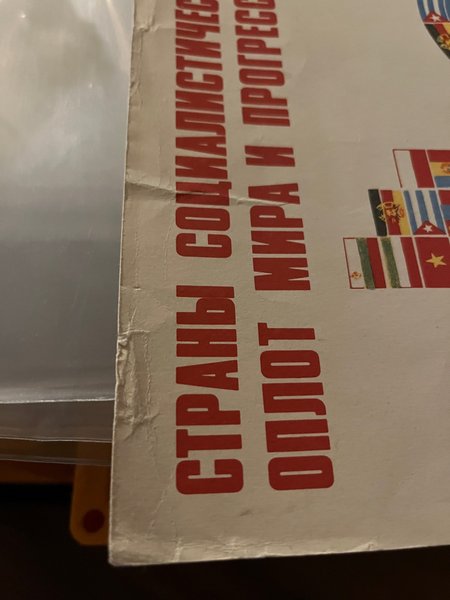 СТРАНЫ СОЦИАЛИСТИЧЕС
ОПЛОТ МИРА И ПРОГРЕСС